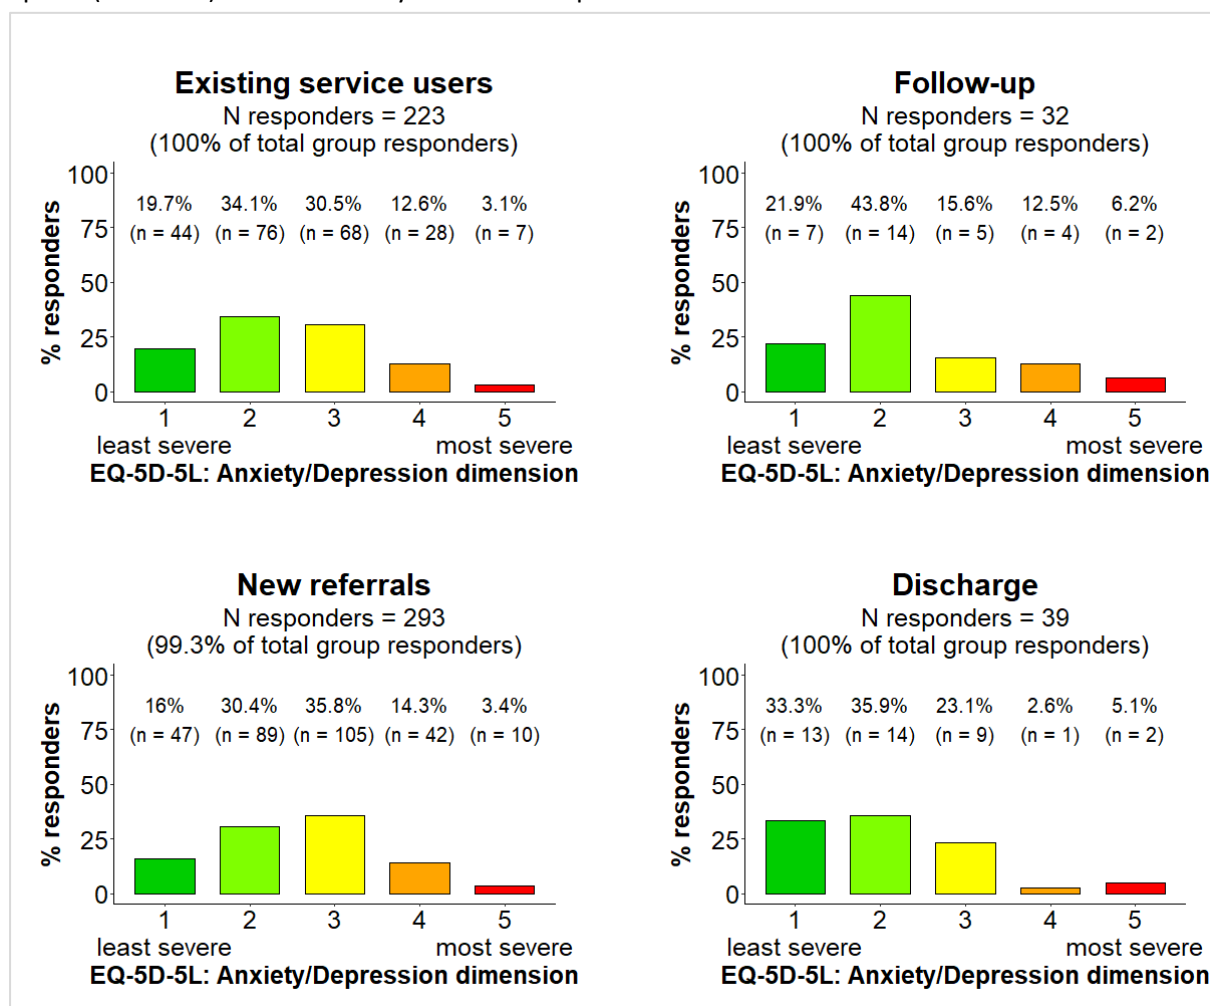 Existing service users
N responders = 223
(100% of total group responders)
100
75
50
25
0
% responders
19.7% 34.1% 30.5% 12.6% 3.1%
(n = 44) (n = 76) (n = 68) (n = 28) (n = 7)
1 2 3 4 5
least severe most severe
EQ-5D-5L: Anxiety/Depression dimension
Follow-up
N responders = 32
(100% of total group responders)
100
75
50
25
0
% responders
21.9% 43.8% 15.6% 12.5% 6.2%
(n = 7) (n = 14) (n = 5) (n = 4) (n = 2)
1 2 3 4 5
least severe most severe
EQ-5D-5L: Anxiety/Depression dimension
New referrals
N responders = 293
(99.3% of total group responders)
100
75
50
25
0
% responders
16% 30.4% 35.8% 14.3% 3.4%
(n = 47) (n = 89) (n = 105) (n = 42) (n = 10)
1 2 3 4 5
least severe most severe
EQ-5D-5L: Anxiety/Depression dimension
Discharge
N responders = 39
(100% of total group responders)
100
75
50
25
0
% responders
33.3% 35.9% 23.1% 2.6% 5.1%
(n = 13) (n = 14) (n = 9) (n = 1) (n = 2)
1 2 3 4 5
least severe most severe
EQ-5D-5L: Anxiety/Depression dimension